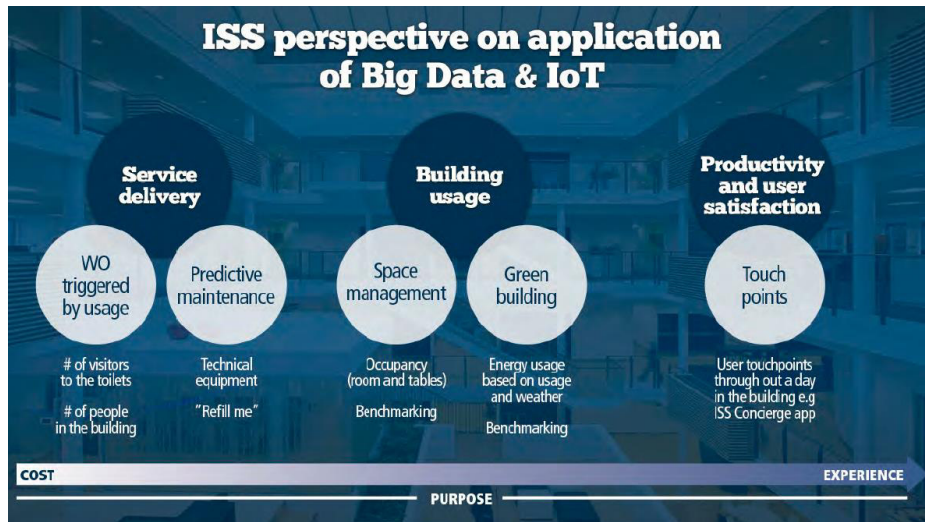 ISS perspective on application
of Big Data & IoT
Service
delivery
WO
triggered
by usage
# of visitors
to the toilets
# of people
in the building
Predictive
maintenance
Technical
equipment
"Refill me"
Building
usage
Space
management
Occupancy
(room and tables)
Benchmarking
Green
building
Energy usage
based on usage
and weather
Benchmarking
Productivity
and user
satisfaction
Touch
points
User touchpoints
through out a day
in the building e.g
ISS Concierge app
COST
EXPERIENCE
PURPOSE